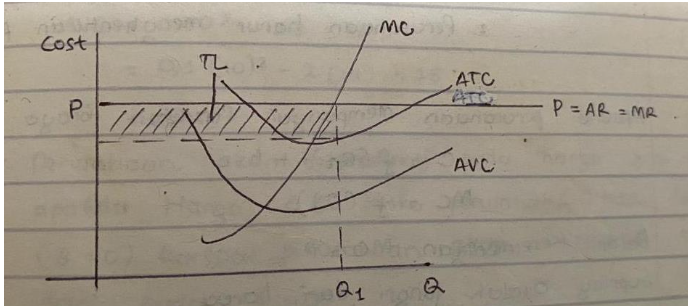 Cost
MC
TL
ATC
ATC
P
P = AR = MR
AVC
Q1
Q